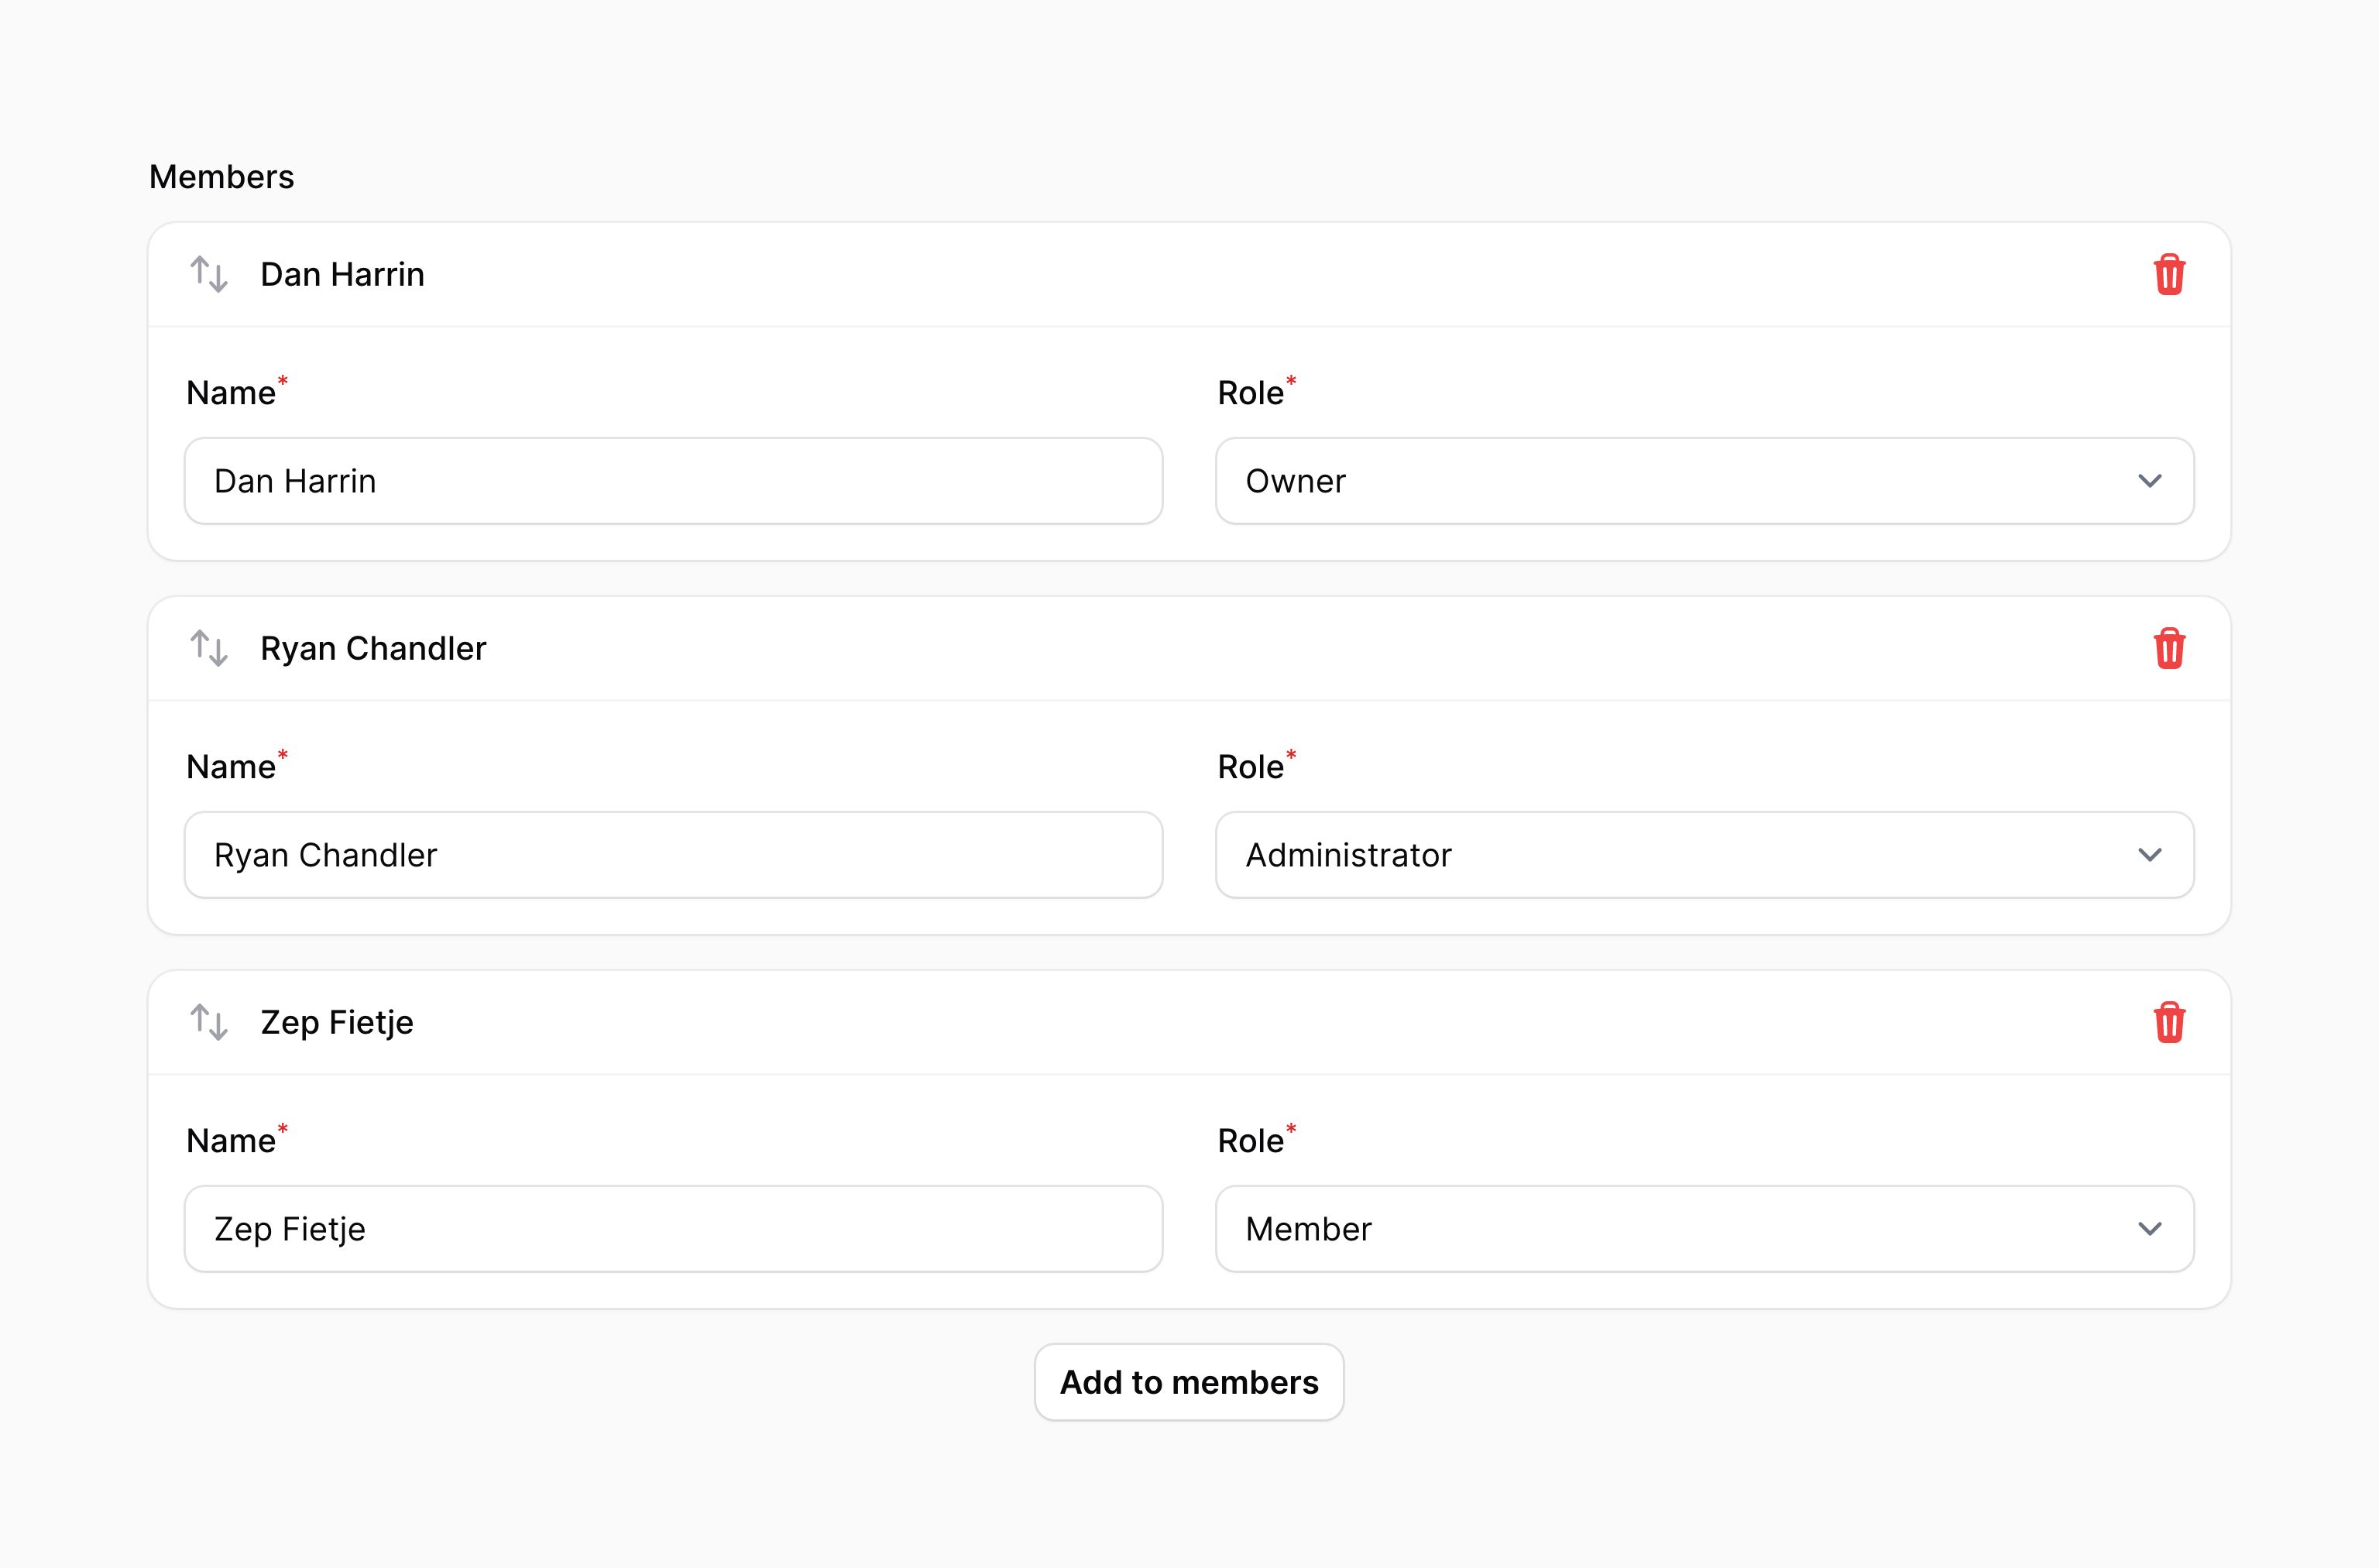 Members
Dan Harrin
Name* Role*
Dan Harrin Owner
Ryan Chandler
Name* Role*
Ryan Chandler Administrator
Zep Fietje
Name* Role*
Zep Fietje Member
Add to members